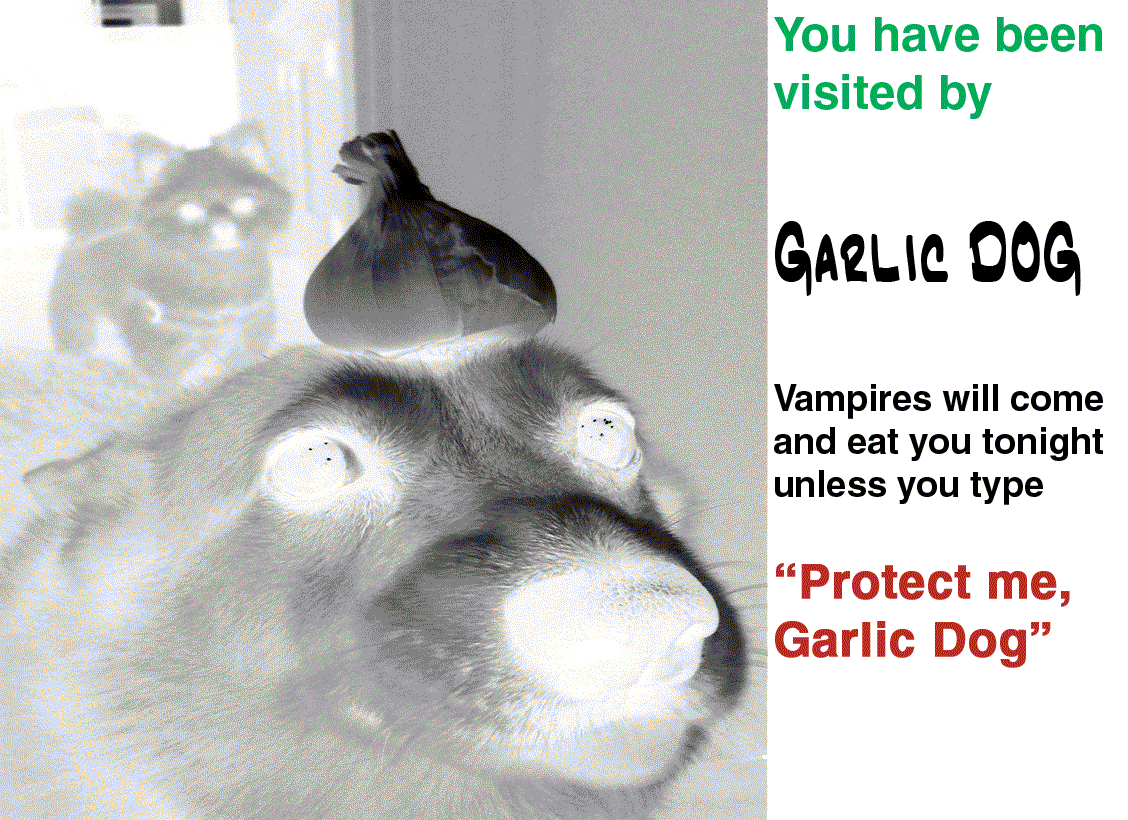 You have been
visited by
GARLIC DOG
Vampires will come
and eat you tonight
unless you type
“Protect me,
Garlic Dog”